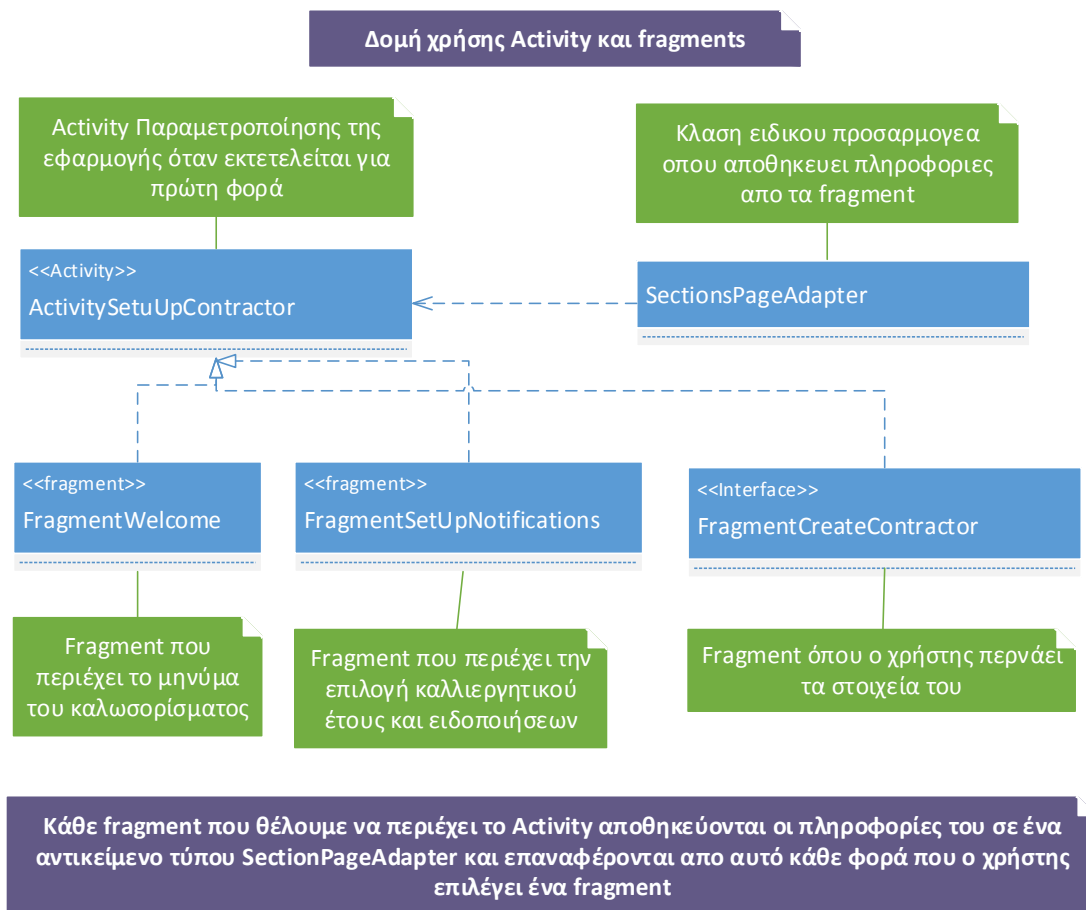 Δομή χρήσης Activity και fragments
Activity Παραμετροποίησης της
εφαρμογής όταν εκτετελείται για
πρώτη φορά
Κλαση ειδικου προσαρμογεα
οπου αποθηκευει πληροφοριες
απο τα fragment
<<Activity>>
ActivitySetuUpContractor
SectionsPageAdapter
<<fragment>>
FragmentWelcome
<<fragment>>
FragmentSetUpNotifications
<<Interface>>
FragmentCreateContractor
Fragment που
περιέχει το μηνύμα
του καλωσορίσματος
Fragment που περιέχει την
επιλογή καλλιεργητικού
έτους και ειδοποιήσεων
Fragment όπου ο χρήστης περνάει
τα στοιχεία του
Κάθε fragment που θέλουμε να περιέχει το Activity αποθηκεύονται οι πληροφορίες του σε ένα
αντικείμενο τύπου SectionPageAdapter και επαναφέρονται απο αυτό κάθε φορά που ο χρήστης
επιλέγει ένα fragment